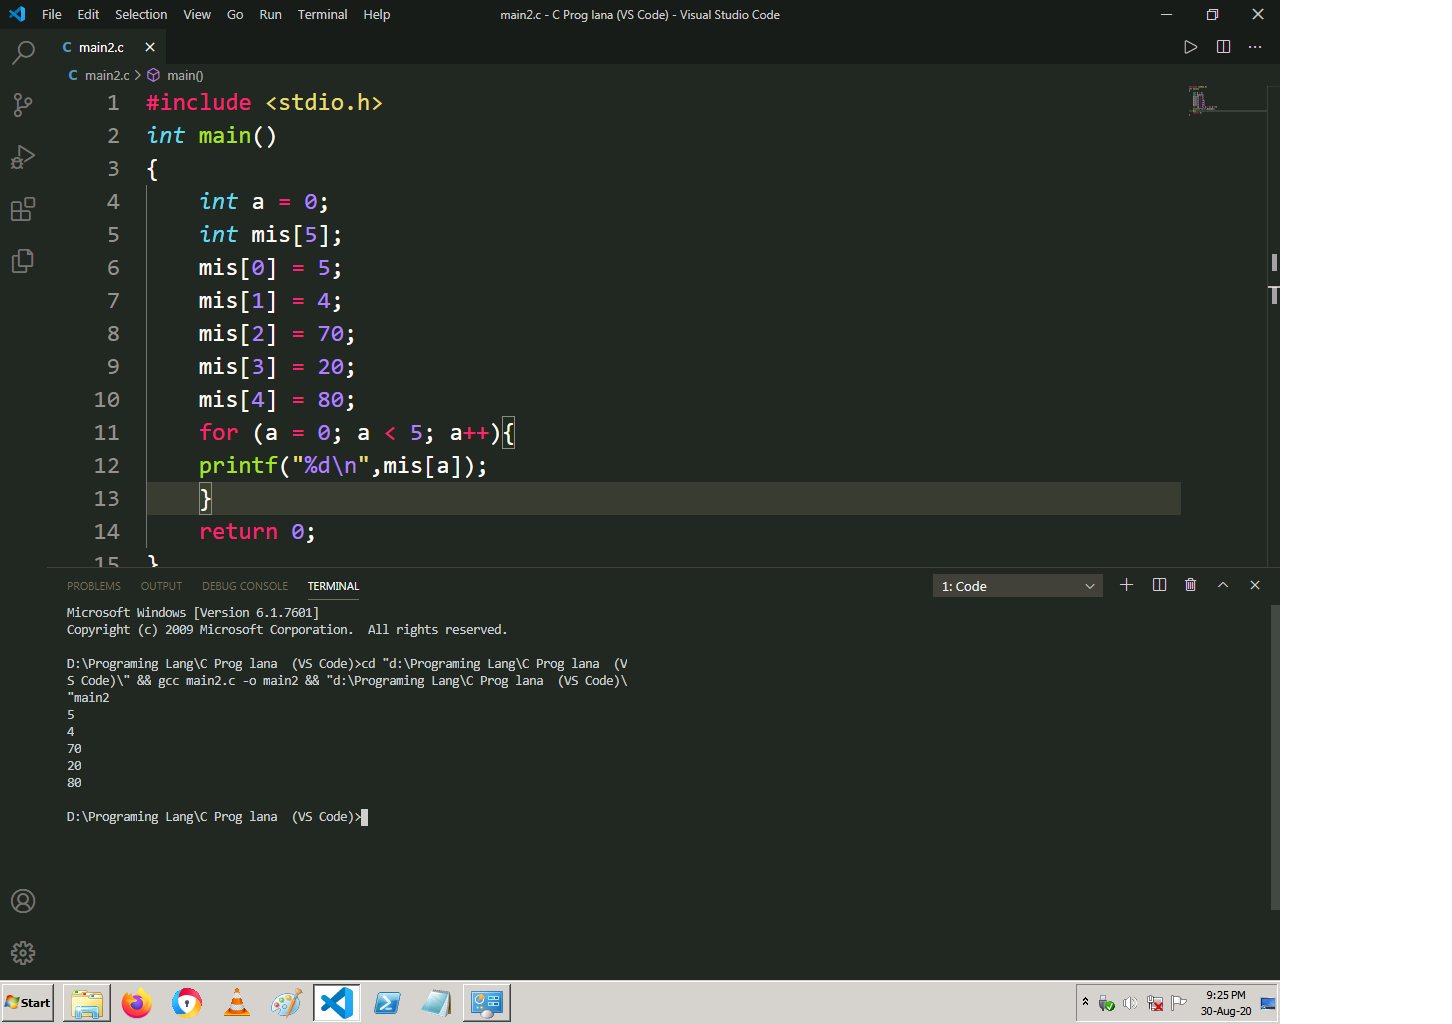 File Edit Selection View Go Run Terminal Help main2.c - C Prog lana (VS Code) - Visual Studio Code
C main2.c
C main2.c > main()
1 #include <stdio.h>
2 int main()
3 {
4 int a = 0;
5 int mis[5];
6 mis[0] = 5;
7 mis[1] = 4;
8 mis[2] = 70;
9 mis[3] = 20;
10 mis[4] = 80;
11 for (a = 0; a < 5; a++){
12 printf("%d\n",mis[a]);
13 }
14 return 0;
15 }
PROBLEMS OUTPUT DEBUG CONSOLE TERMINAL 1: Code
Microsoft Windows [Version 6.1.7601]
Copyright (c) 2009 Microsoft Corporation.  All rights reserved.
D:\Programing Lang\C Prog lana  (VS Code)>cd "d:\Programing Lang\C Prog lana  (V
S Code)\" && gcc main2.c -o main2 && "d:\Programing Lang\C Prog lana  (VS Code)\
"main2
5
4
70
20
80
D:\Programing Lang\C Prog lana  (VS Code)>
Start
9:25 PM
30-Aug-20